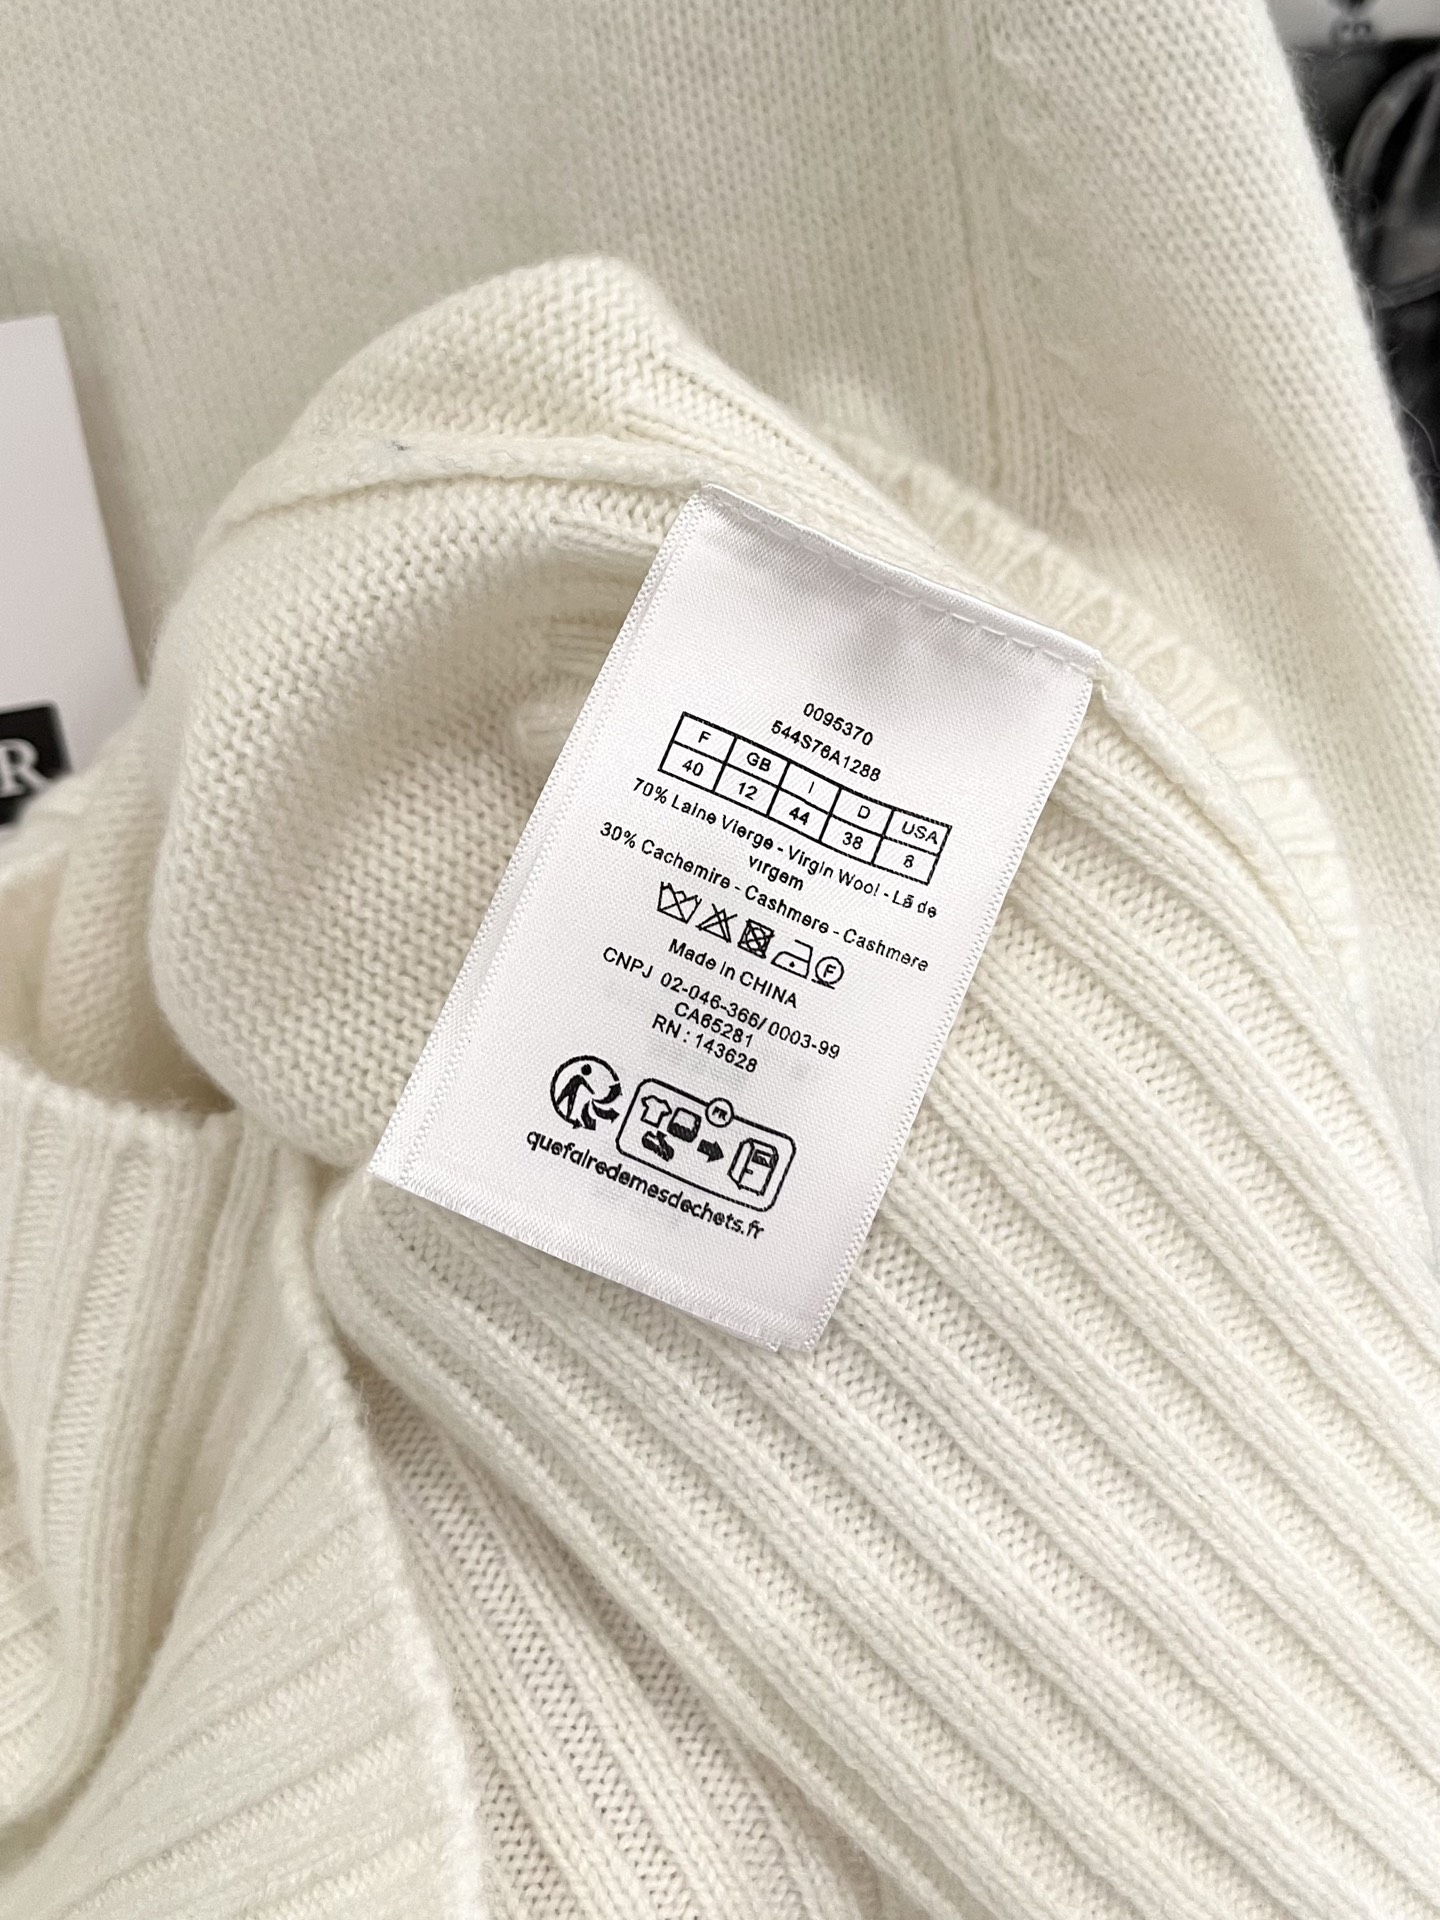 0095370
544S76A1288
F GB I D USA
40 12 44 38 8
70% Laine Vierge - Virgin Wool - Lã de
virgem
30% Cachemire - Cashmere - Cashmere
F
Made in CHINA
CNPJ 02-046-366/0003-99
CA65281
RN : 143628
FR
quefairedemesdechets.fr
R